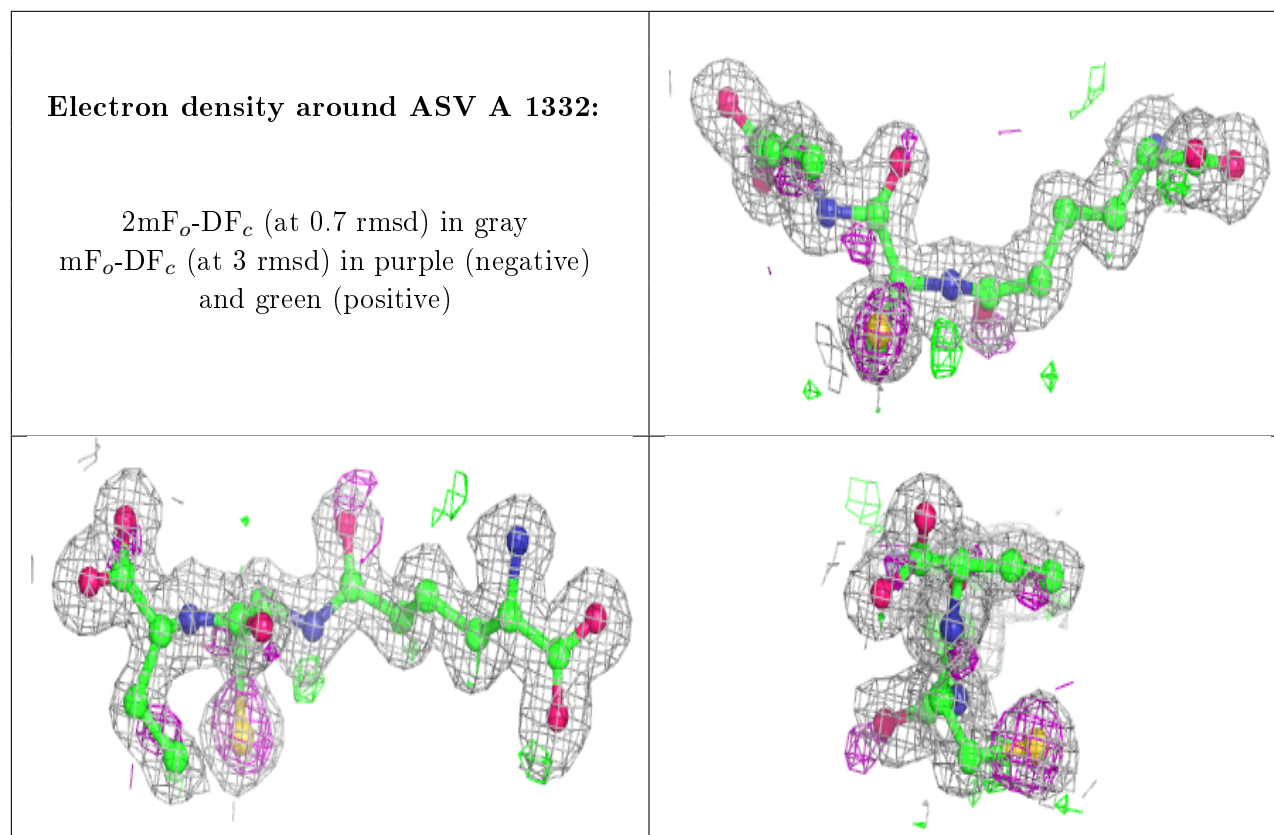 Electron density around ASV A 1332:
2mFₒ-DF𝒸 (at 0.7 rmsd) in gray
mFₒ-DF𝒸 (at 3 rmsd) in purple (negative)
and green (positive)